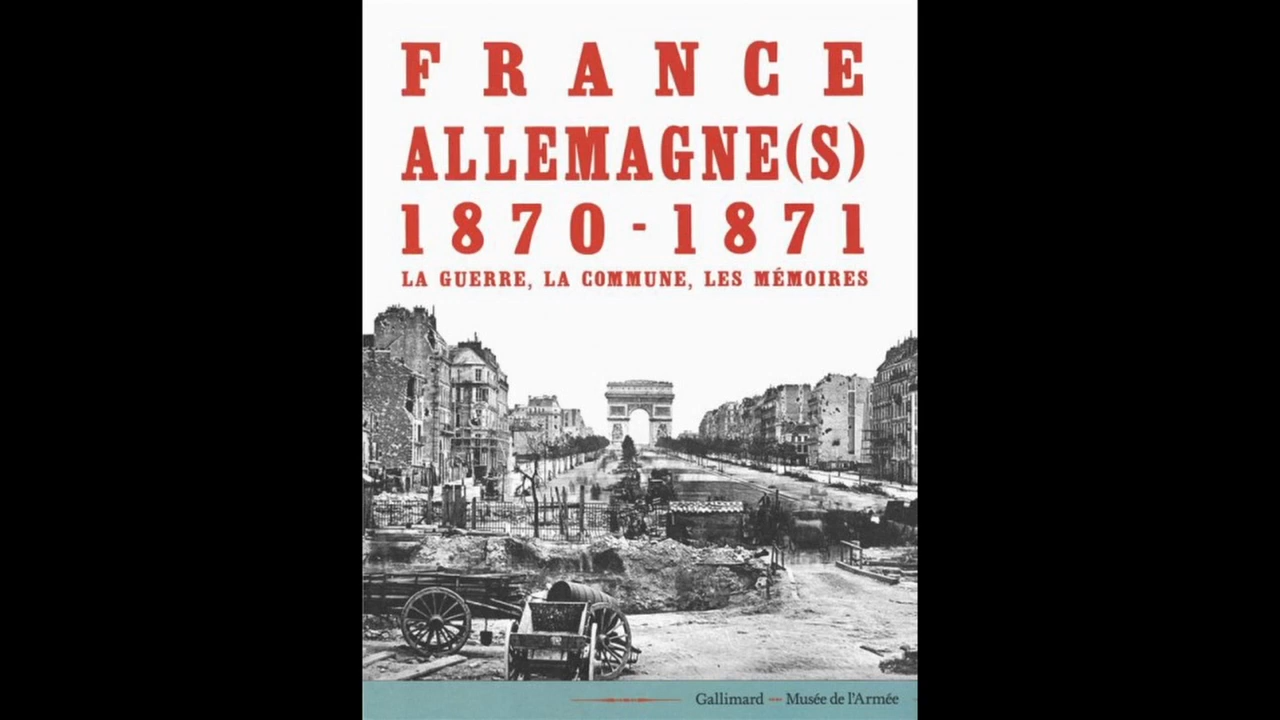 FRANCE
ALLEMAGNE(S)
1870-1871
LA GUERRE, LA COMMUNE, LES MÉMOIRES
Gallimard Musée de l'Armée